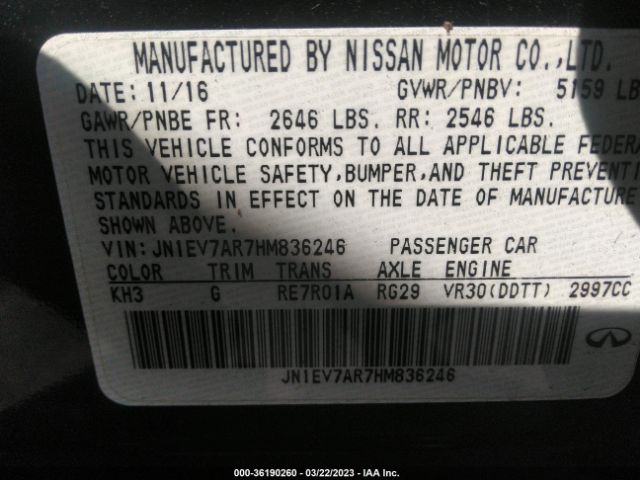 MANUFACTURED BY NISSAN MOTOR CO.,LTD.
DATE: 11/16 GVWR/PNBV: 5159 LB
GAWR/PNBE FR: 2646 LBS. RR: 2546 LBS.
THIS VEHICLE CONFORMS TO ALL APPLICABLE FEDERA
MOTOR VEHICLE SAFETY,BUMPER,AND THEFT PREVENTI
STANDARDS IN EFFECT ON THE DATE OF MANUFACTURE
SHOWN ABOVE.
VIN: JN1EV7AR7HM836246 PASSENGER CAR
COLOR TRIM TRANS AXLE ENGINE
KH3 G RE7R01A RG29 VR30(DDTT) 2997CC
JN1EV7AR7HM836246
000-36190260 - 03/22/2023 - IAA Inc.